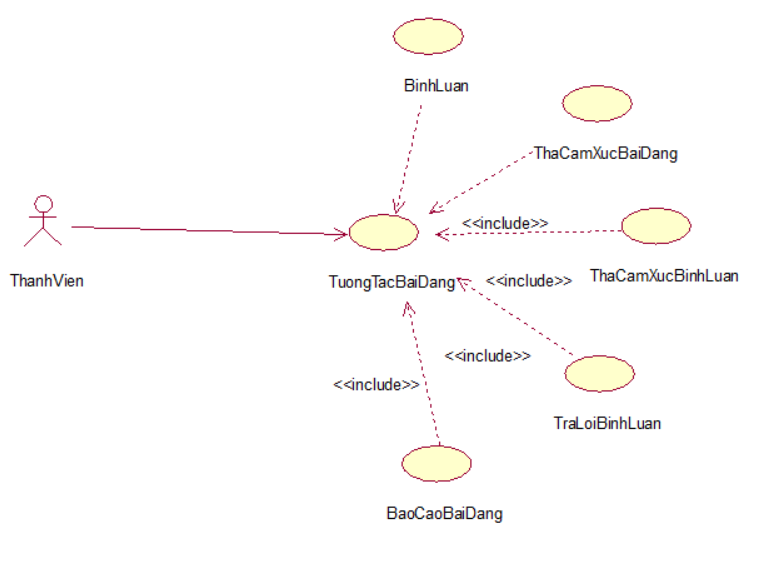 BinhLuan
ThaCamXucBaiDang
<<include>>
ThanhVien
TuongTacBaiDang
<<include>>
ThaCamXucBinhLuan
<<include>>
<<include>>
TraLoiBinhLuan
BaoCaoBaiDang